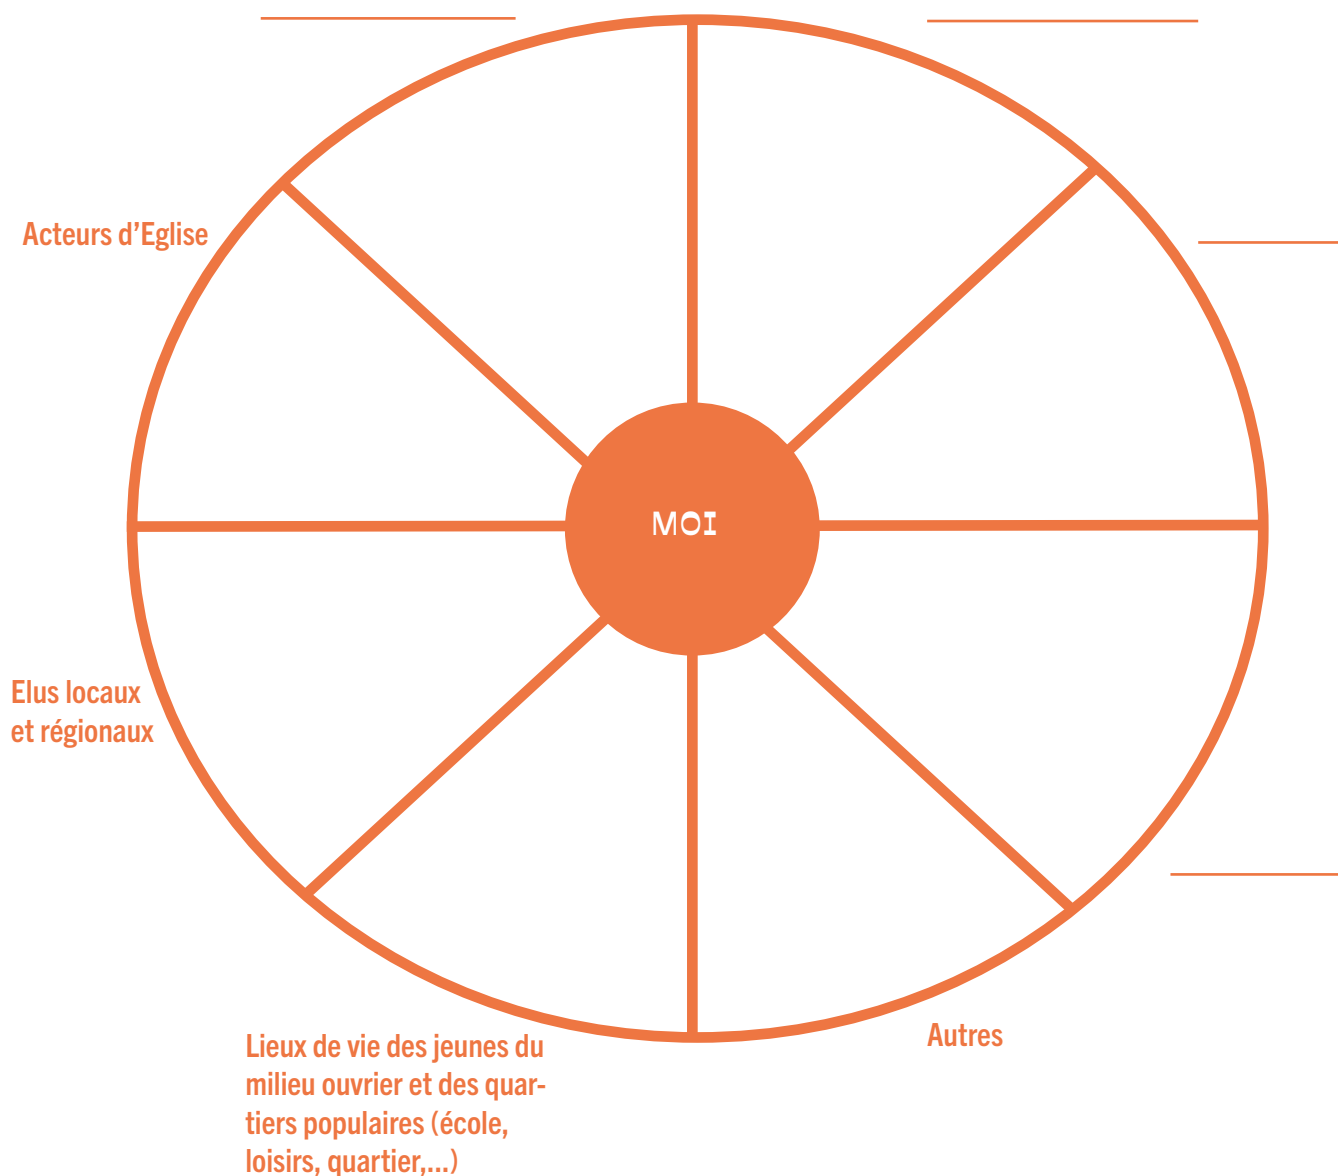 Acteurs d’Eglise
MOI
Elus locaux
et régionaux
Autres
Lieux de vie des jeunes du
milieu ouvrier et des quar-
tiers populaires (école,
loisirs, quartier,...)